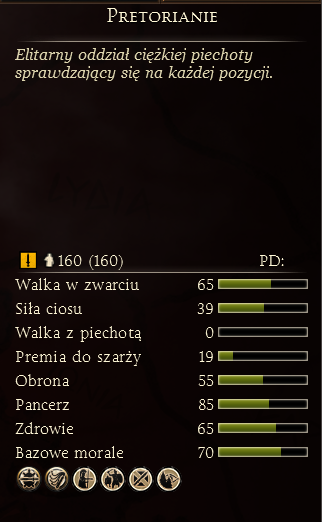 Pretorianie
Elitarny oddział ciężkiej piechoty
sprawdzający się na każdej pozycji.
160 (160) PD:
Walka w zwarciu 65
Siła ciosu 39
Walka z piechotą 0
Premia do szarży 19
Obrona 55
Pancerz 85
Zdrowie 65
Bazowe morale 70